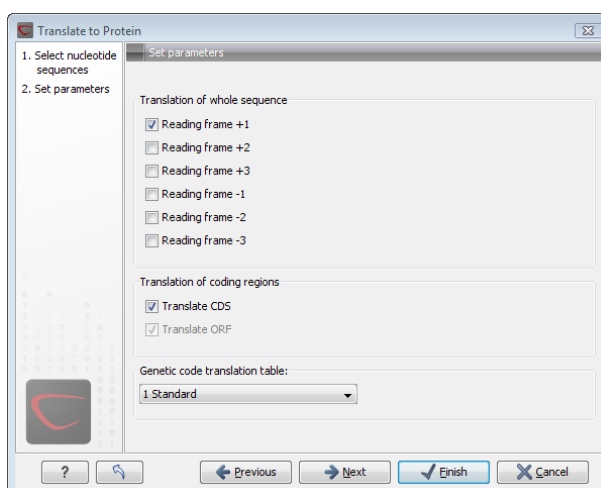 Translate to Protein
1. Select nucleotide
sequences
2. Set parameters
Set parameters
Translation of whole sequence
Reading frame +1
Reading frame +2
Reading frame +3
Reading frame -1
Reading frame -2
Reading frame -3
Translation of coding regions
Translate CDS
Translate ORF
Genetic code translation table:
1 Standard
? Previous Next Finish Cancel